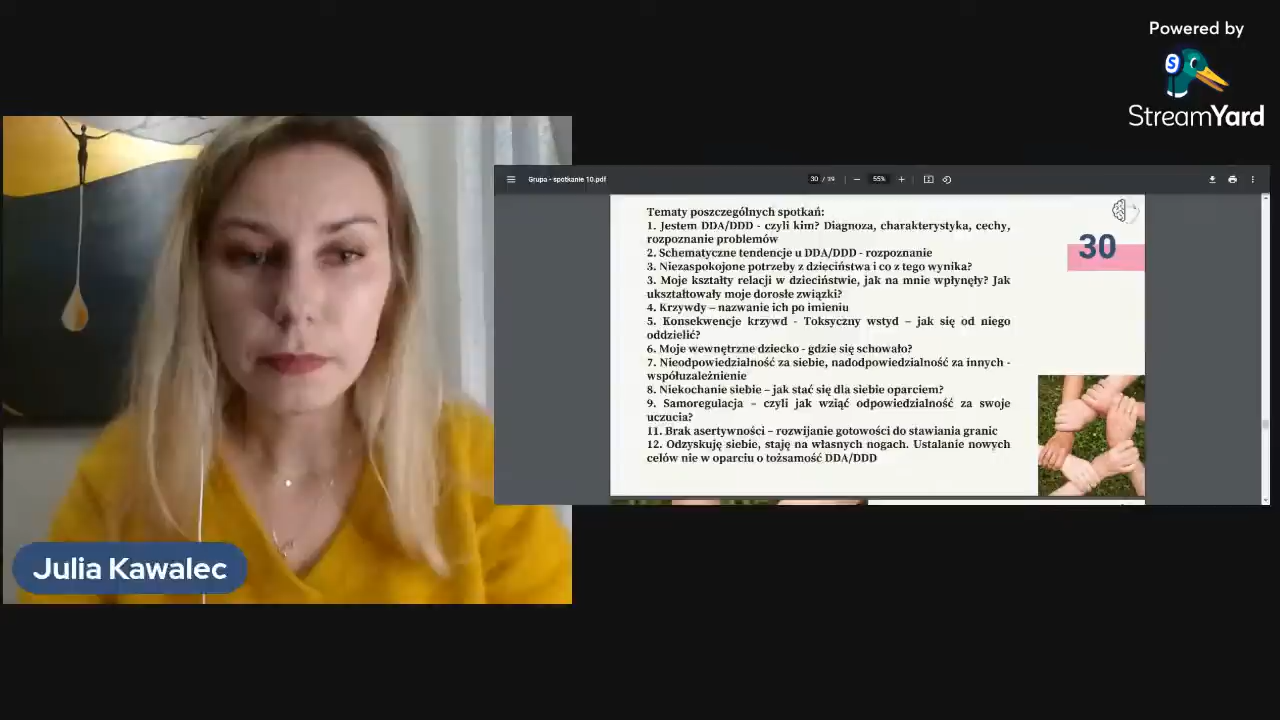 Powered by
S
StreamYard
Grupa - spotkanie 10.pdf
30 / 39
55%
Tematy poszczególnych spotkań:
1. Jestem DDA/DDD - czyli kim? Diagnoza, charakterystyka, cechy,
rozpoznanie problemów
2. Schematyczne tendencje u DDA/DDD - rozpoznanie
3. Niezaspokojone potrzeby z dzieciństwa i co z tego wynika?
3. Moje kształty relacji w dzieciństwie, jak na mnie wpłynęły? Jak
ukształtowały moje dorosłe związki?
4. Krzywdy – nazwanie ich po imieniu
5. Konsekwencje krzywd - Toksyczny wstyd – jak się od niego
oddzielić?
6. Moje wewnętrzne dziecko - gdzie się schowało?
7. Nieodpowiedzialność za siebie, nadodpowiedzialność za innych -
współuzależnienie
8. Niekochanie siebie – jak stać się dla siebie oparciem?
9. Samoregulacja – czyli jak wziąć odpowiedzialność za swoje
uczucia?
11. Brak asertywności – rozwijanie gotowości do stawiania granic
12. Odzyskuję siebie, staję na własnych nogach. Ustalanie nowych
celów nie w oparciu o tożsamość DDA/DDD
30
Julia Kawalec